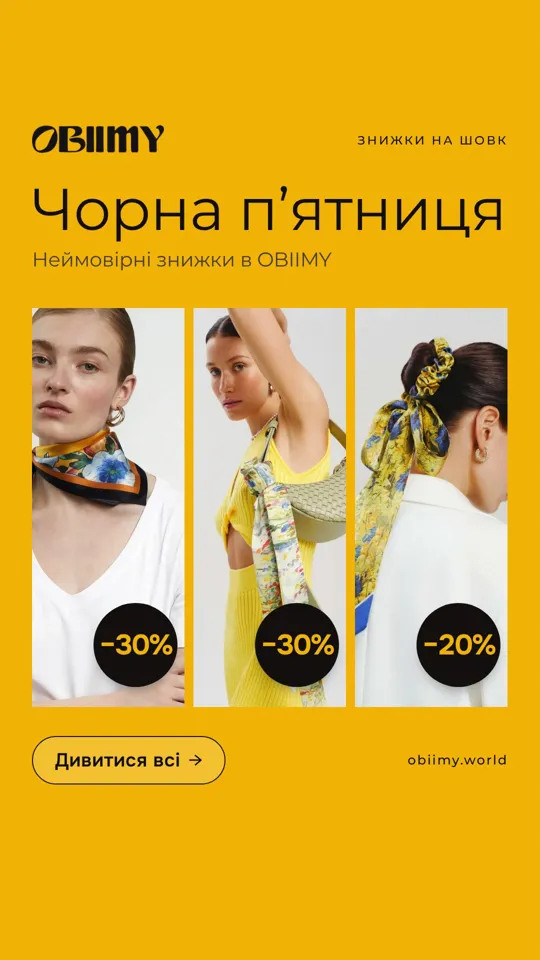 OBIIMY
ЗНИЖКИ НА ШОВК
Чорна п’ятниця
Неймовірні знижки в OBIIMY
-30%
-30%
-20%
Дивитися всі →
obiimy.world